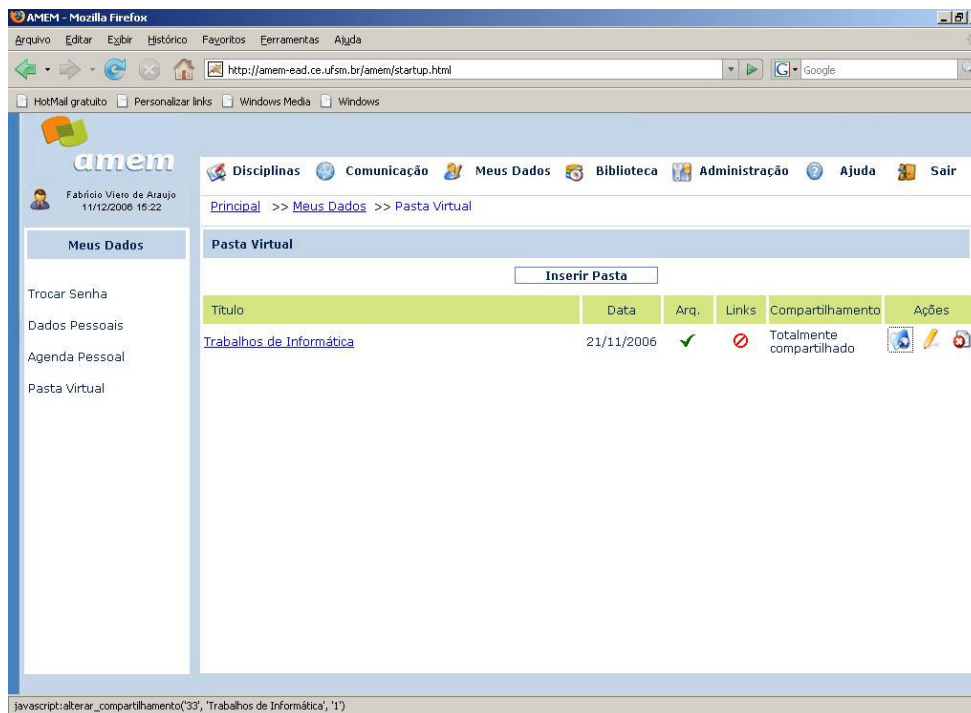 AMEM - Mozilla Firefox
Arquivo Editar Exibir Histórico Favoritos Ferramentas Ajuda
http://amem-ead.ce.ufsm.br/amem/startup.html
Google
HotMail gratuito Personalizar links Windows Media Windows
amem
Disciplinas Comunicação Meus Dados Biblioteca Administração Ajuda Sair
Fabricio Viero de Araujo
11/12/2006 15:22
Principal >> Meus Dados >> Pasta Virtual
Meus Dados
Trocar Senha
Dados Pessoais
Agenda Pessoal
Pasta Virtual
Pasta Virtual
Inserir Pasta
Título Data Arq. Links Compartilhamento Ações
Trabalhos de Informática 21/11/2006 Totalmente
compartilhado
javascript:alterar_compartilhamento('33', 'Trabalhos de Informática', '1')